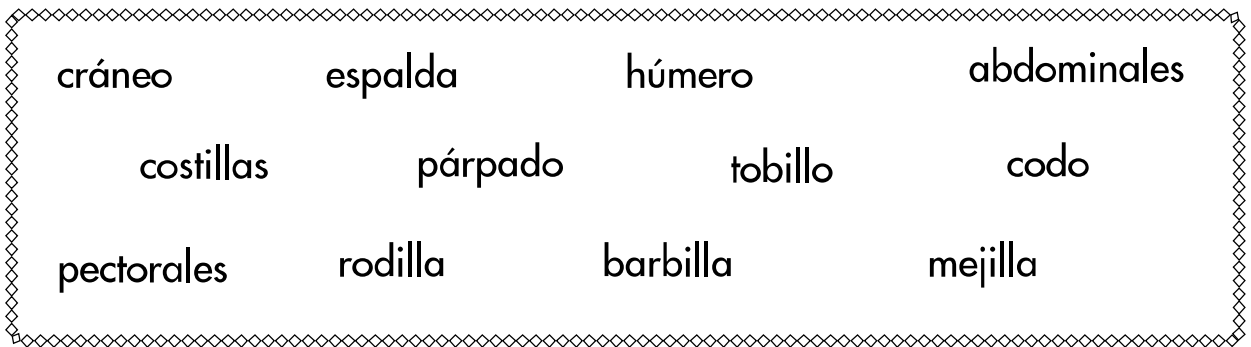 cráneo espalda húmero abdominales
costillas párpado tobillo codo
pectorales rodilla barbilla mejilla